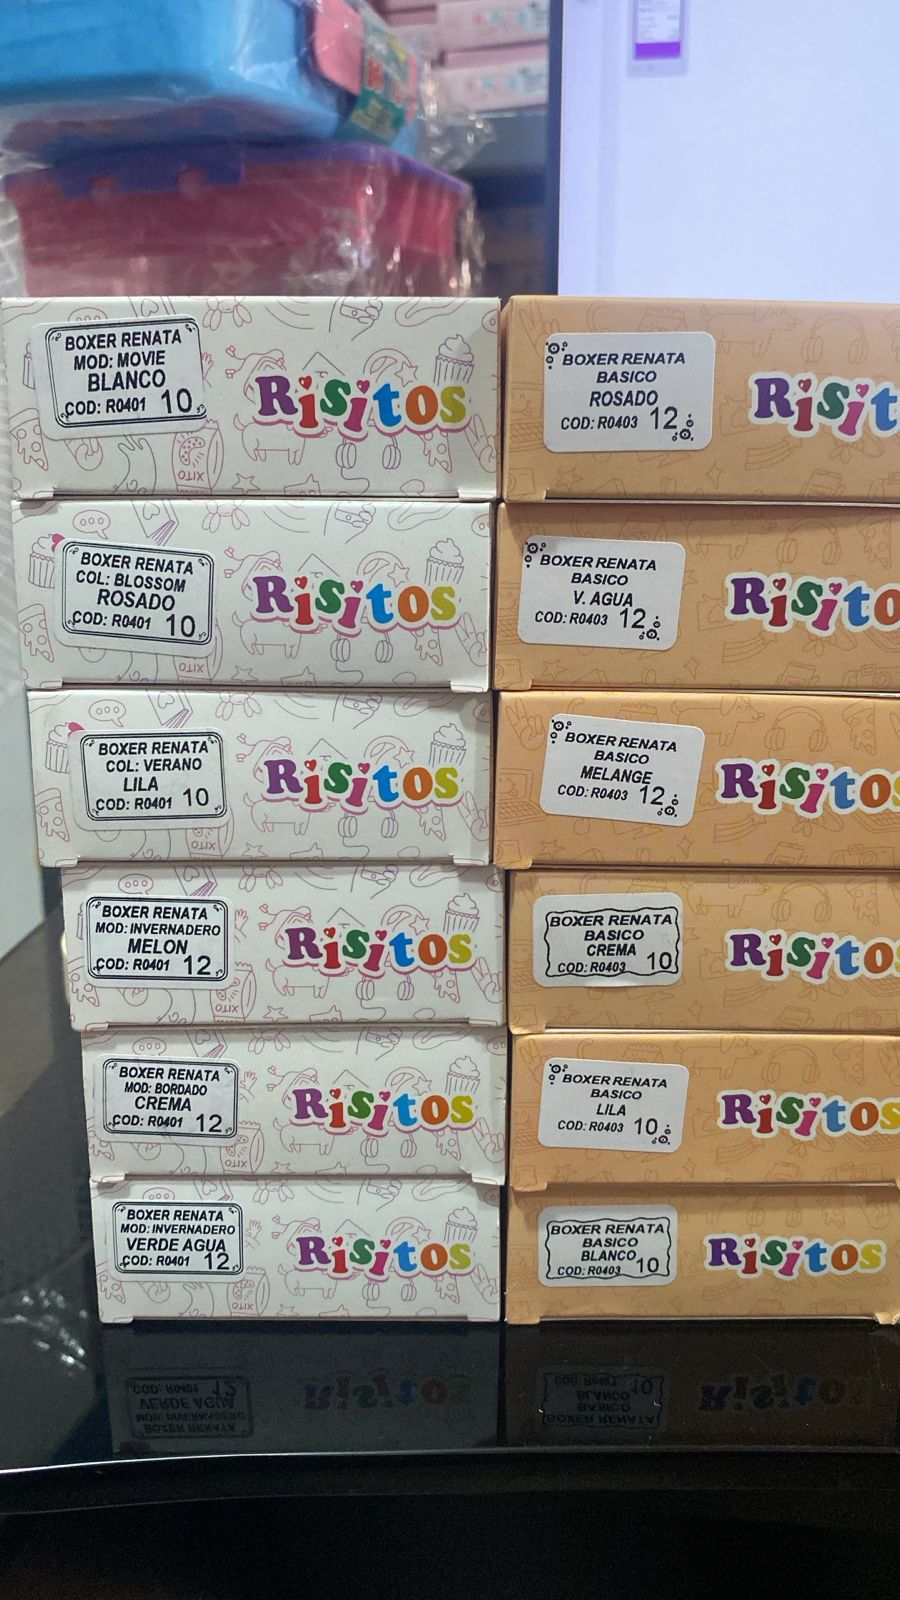 BOXER RENATA
MOD: MOVIE
BLANCO
COD: R0401 10
Risitos
BOXER RENATA
COL: BLOSSOM
ROSADO
COD: R0401 10
Risitos
BOXER RENATA
COL: VERANO
LILA
COD: R0401 10
Risitos
BOXER RENATA
MOD: INVERNADERO
MELON
COD: R0401 12
Risitos
BOXER RENATA
MOD: BORDADO
CREMA
COD: R0401 12
Risitos
BOXER RENATA
MOD: INVERNADERO
VERDE AGUA
COD: R0401 12
Risitos
BOXER RENATA
BASICO
ROSADO
COD: R0403 12
Risit
BOXER RENATA
BASICO
V. AGUA
COD: R0403 12
Risito
BOXER RENATA
BASICO
MELANGE
COD: R0403 12
Risitos
BOXER RENATA
BASICO
CREMA
COD: R0403 10
Risitos
BOXER RENATA
BASICO
LILA
COD: R0403 10
Risitos
BOXER RENATA
BASICO
BLANCO
COD: R0403 10
Risitos